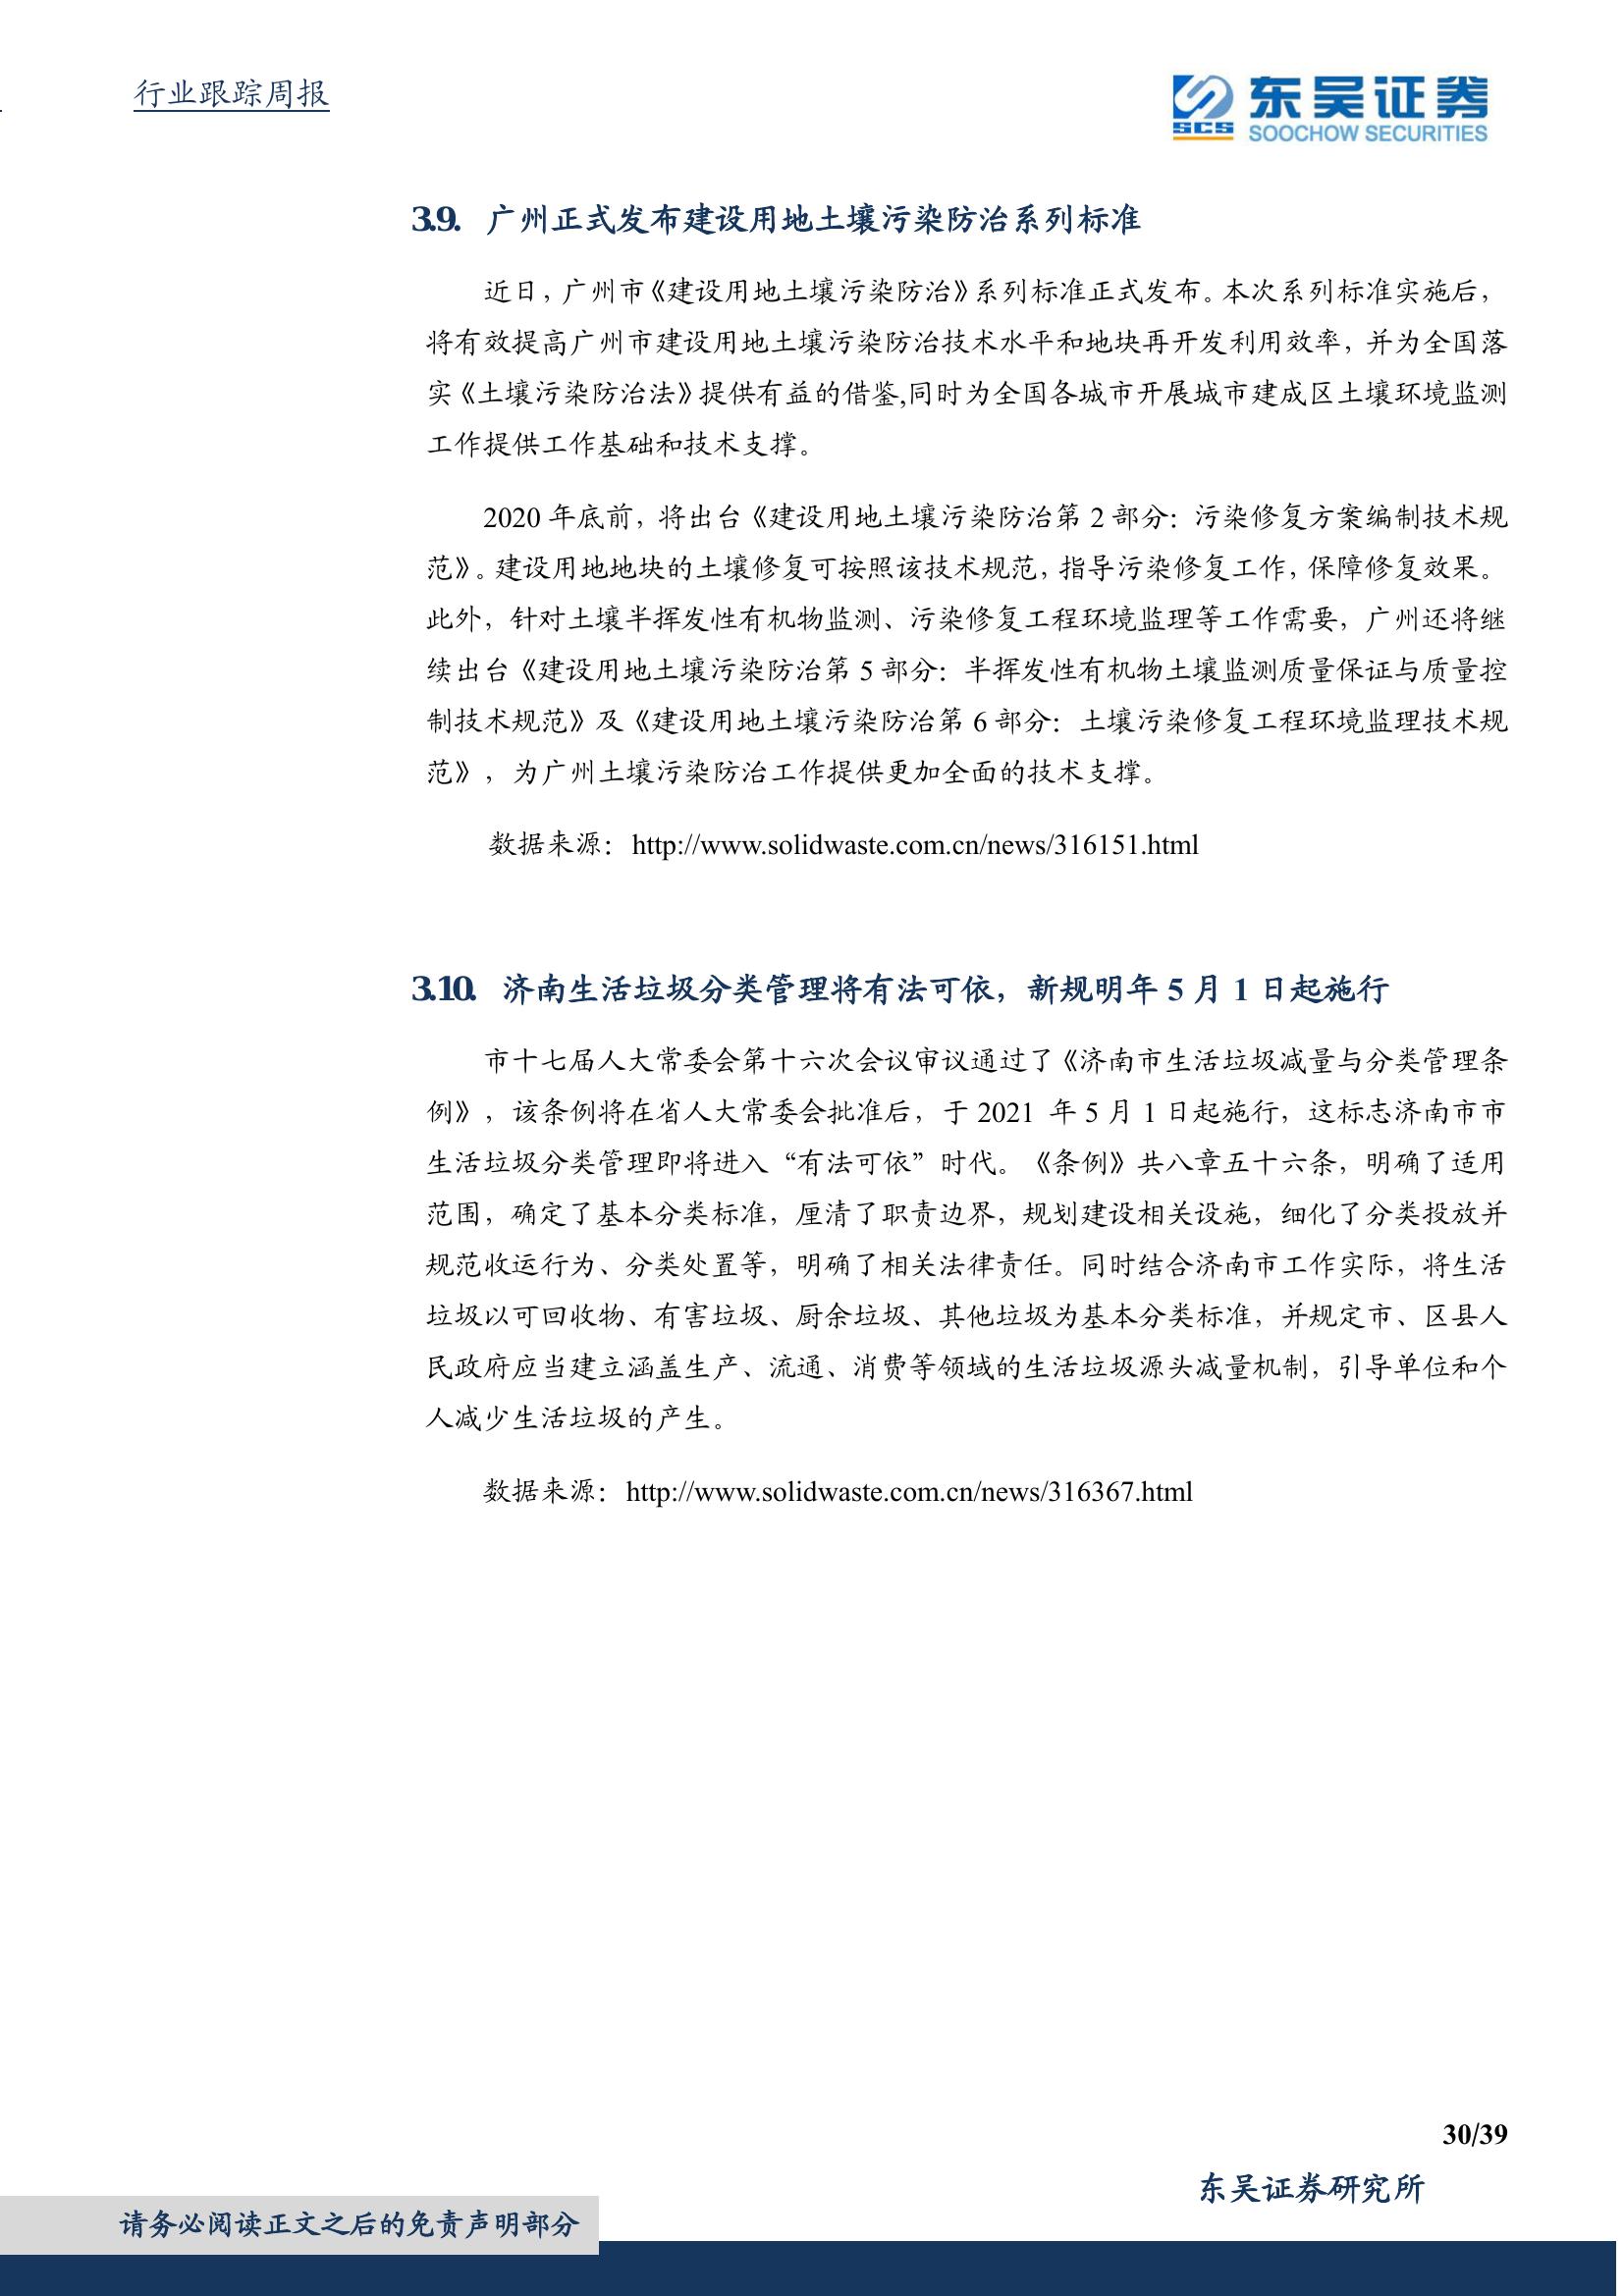 行业跟踪周报
SCS
东吴证券
SOOCHOW SECURITIES
3.9. 广州正式发布建设用地土壤污染防治系列标准
近日，广州市《建设用地土壤污染防治》系列标准正式发布。本次系列标准实施后，
将有效提高广州市建设用地土壤污染防治技术水平和地块再开发利用效率，并为全国落
实《土壤污染防治法》提供有益的借鉴,同时为全国各城市开展城市建成区土壤环境监测
工作提供工作基础和技术支撑。
2020 年底前，将出台《建设用地土壤污染防治第 2 部分：污染修复方案编制技术规
范》。建设用地地块的土壤修复可按照该技术规范，指导污染修复工作，保障修复效果。
此外，针对土壤半挥发性有机物监测、污染修复工程环境监理等工作需要，广州还将继
续出台《建设用地土壤污染防治第 5 部分：半挥发性有机物土壤监测质量保证与质量控
制技术规范》及《建设用地土壤污染防治第 6 部分：土壤污染修复工程环境监理技术规
范》，为广州土壤污染防治工作提供更加全面的技术支撑。
数据来源：http://www.solidwaste.com.cn/news/316151.html
3.10. 济南生活垃圾分类管理将有法可依，新规明年 5 月 1 日起施行
市十七届人大常委会第十六次会议审议通过了《济南市生活垃圾减量与分类管理条
例》，该条例将在省人大常委会批准后，于 2021 年 5 月 1 日起施行，这标志济南市市
生活垃圾分类管理即将进入“有法可依”时代。《条例》共八章五十六条，明确了适用
范围，确定了基本分类标准，厘清了职责边界，规划建设相关设施，细化了分类投放并
规范收运行为、分类处置等，明确了相关法律责任。同时结合济南市工作实际，将生活
垃圾以可回收物、有害垃圾、厨余垃圾、其他垃圾为基本分类标准，并规定市、区县人
民政府应当建立涵盖生产、流通、消费等领域的生活垃圾源头减量机制，引导单位和个
人减少生活垃圾的产生。
数据来源：http://www.solidwaste.com.cn/news/316367.html
30/39
东吴证券研究所
请务必阅读正文之后的免责声明部分